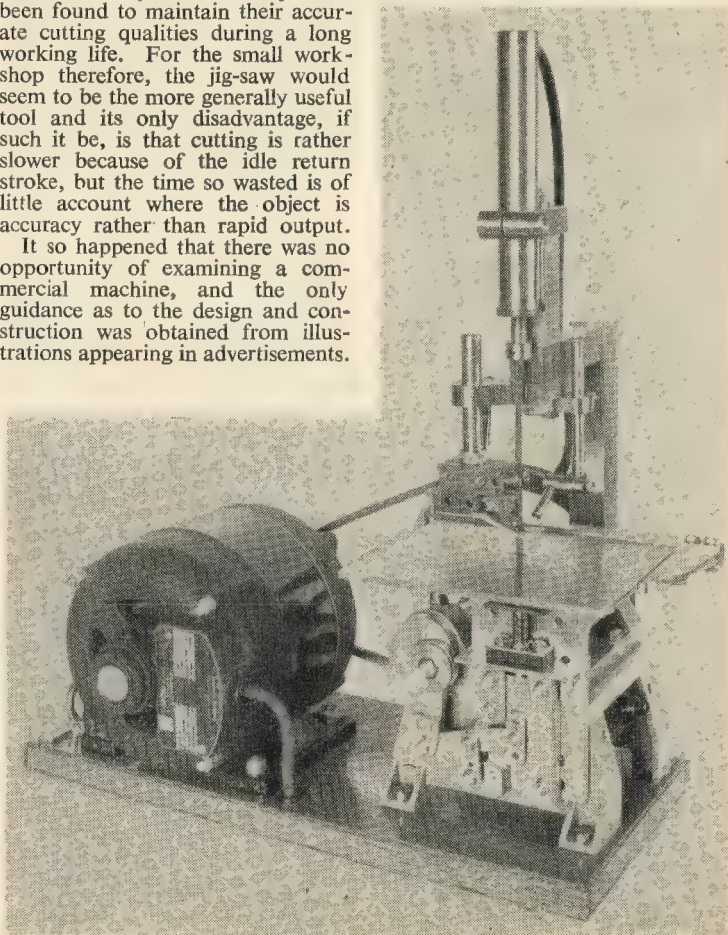 been found to maintain their accur-
ate cutting qualities during a long
working life. For the small work-
shop therefore, the jig-saw would
seem to be the more generally useful
tool and its only disadvantage, if
such it be, is that cutting is rather
slower because of the idle return
stroke, but the time so wasted is of
little account where the object is
accuracy rather than rapid output.
It so happened that there was no
opportunity of examining a com-
mercial machine, and the only
guidance as to the design and con-
struction was obtained from illus-
trations appearing in advertisements.